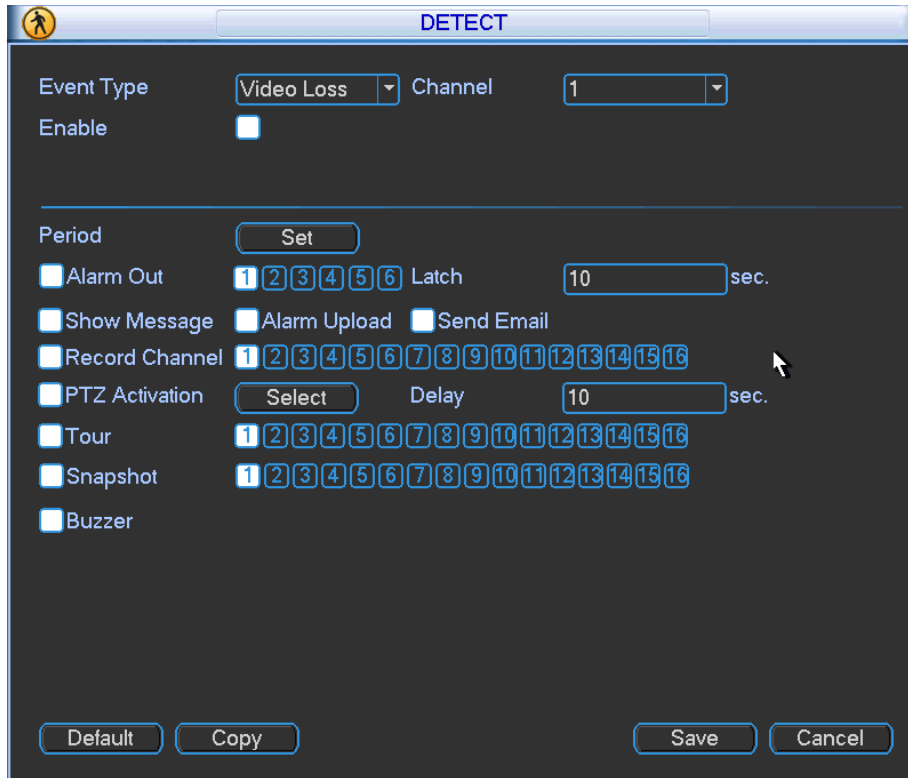 DETECT
Event Type Video Loss Channel 1
Enable
Period Set
Alarm Out 1 2 3 4 5 6 Latch 10 sec.
Show Message Alarm Upload Send Email
Record Channel 1 2 3 4 5 6 7 8 9 10 11 12 13 14 15 16
PTZ Activation Select Delay 10 sec.
Tour 1 2 3 4 5 6 7 8 9 10 11 12 13 14 15 16
Snapshot 1 2 3 4 5 6 7 8 9 10 11 12 13 14 15 16
Buzzer
Default Copy Save Cancel